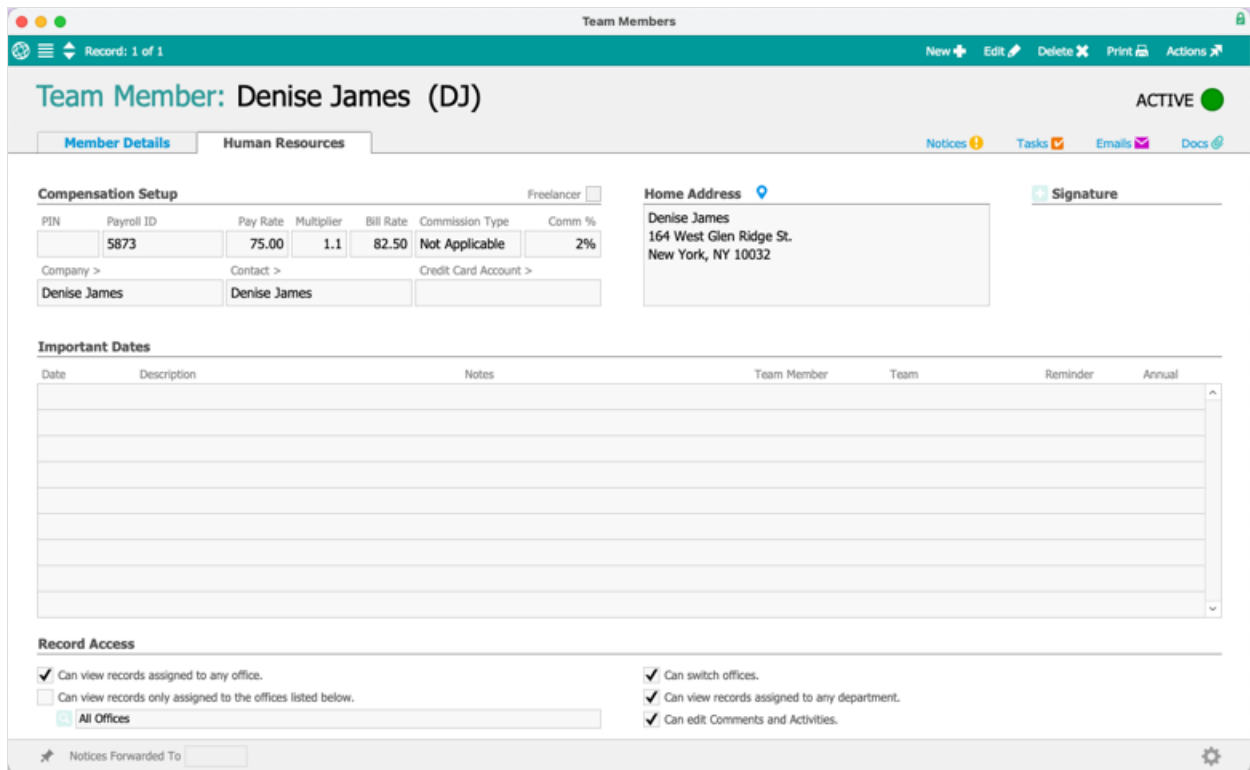 Team Members
Record: 1 of 1 New Edit Delete Print Actions
Team Member: Denise James (DJ)
ACTIVE
Member Details Human Resources Notices Tasks Emails Docs
Compensation Setup Freelancer
PIN Payroll ID Pay Rate Multiplier Bill Rate Commission Type Comm %
5873 75.00 1.1 82.50 Not Applicable 2%
Company > Contact > Credit Card Account >
Denise James Denise James
Home Address
Denise James
164 West Glen Ridge St.
New York, NY 10032
Signature
Important Dates
Date Description Notes Team Member Team Reminder Annual
Record Access
Can view records assigned to any office.
Can view records only assigned to the offices listed below.
All Offices
Can switch offices.
Can view records assigned to any department.
Can edit Comments and Activities.
Notices Forwarded To